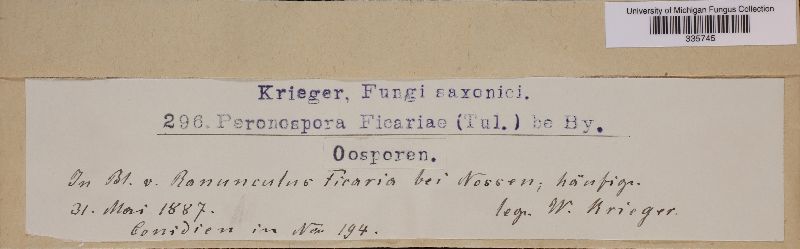 University of Michigan Fungus Collection
335745
Krieger, Fungi saxonici.
296. Peronospora Ficariae (Tul.) be By.
Oosporen.
In Bl. v. Ranunculus Ficaria bei Nossen; häufig.
31. Mai 1887. leg. W. Krieger.
Conidien in No 194.